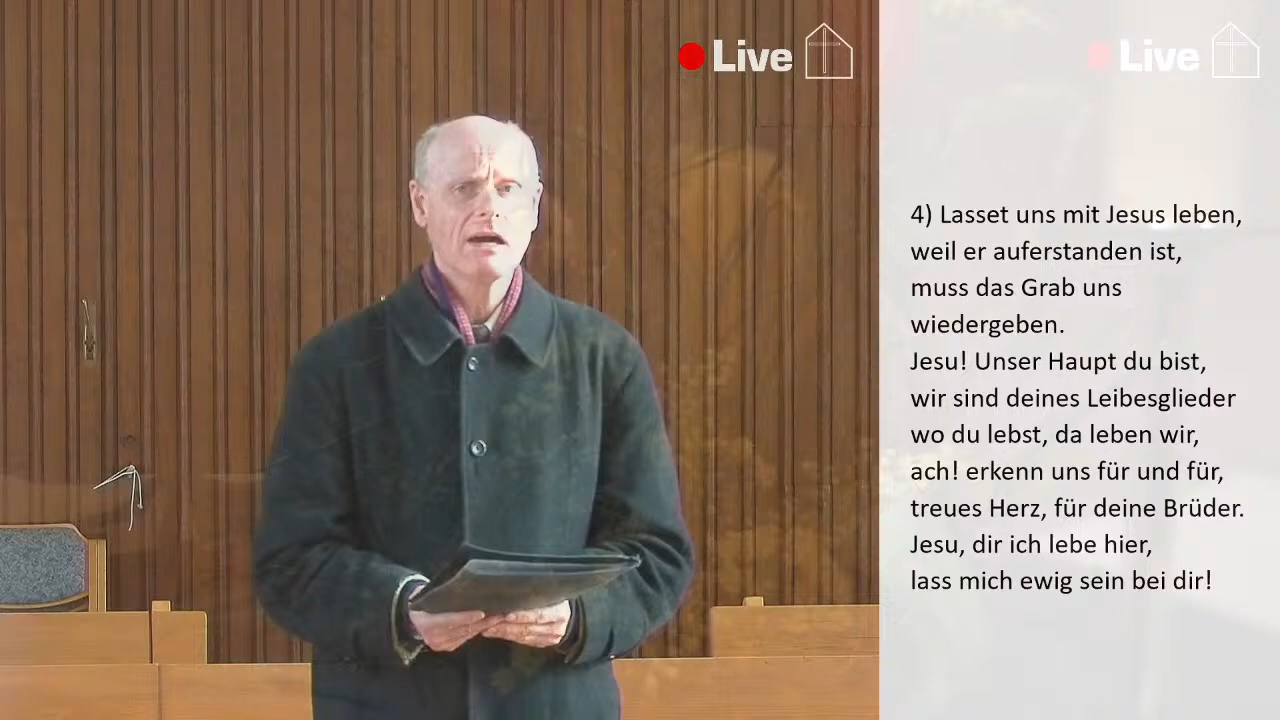 Live
Live
4) Lasset uns mit Jesus leben,
weil er auferstanden ist,
muss das Grab uns
wiedergeben.
Jesu! Unser Haupt du bist,
wir sind deines Leibesglieder
wo du lebst, da leben wir,
ach! erkenn uns für und für,
treues Herz, für deine Brüder.
Jesu, dir ich lebe hier,
lass mich ewig sein bei dir!